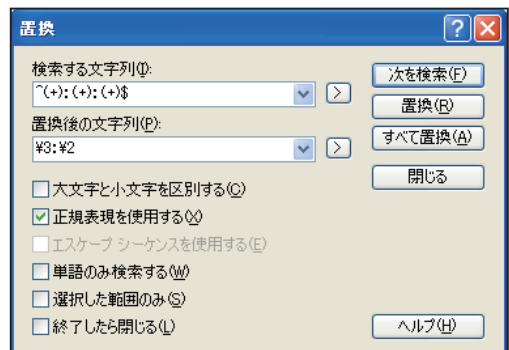 置換
検索する文字列(I):
^(+):(+):(+)$
次を検索(F)
置換(R)
置換後の文字列(P):
¥3:¥2
すべて置換(A)
閉じる
大文字と小文字を区別する(C)
正規表現を使用する(X)
エスケープ シーケンスを使用する(E)
単語のみ検索する(W)
選択した範囲のみ(S)
終了したら閉じる(L)
ヘルプ(H)